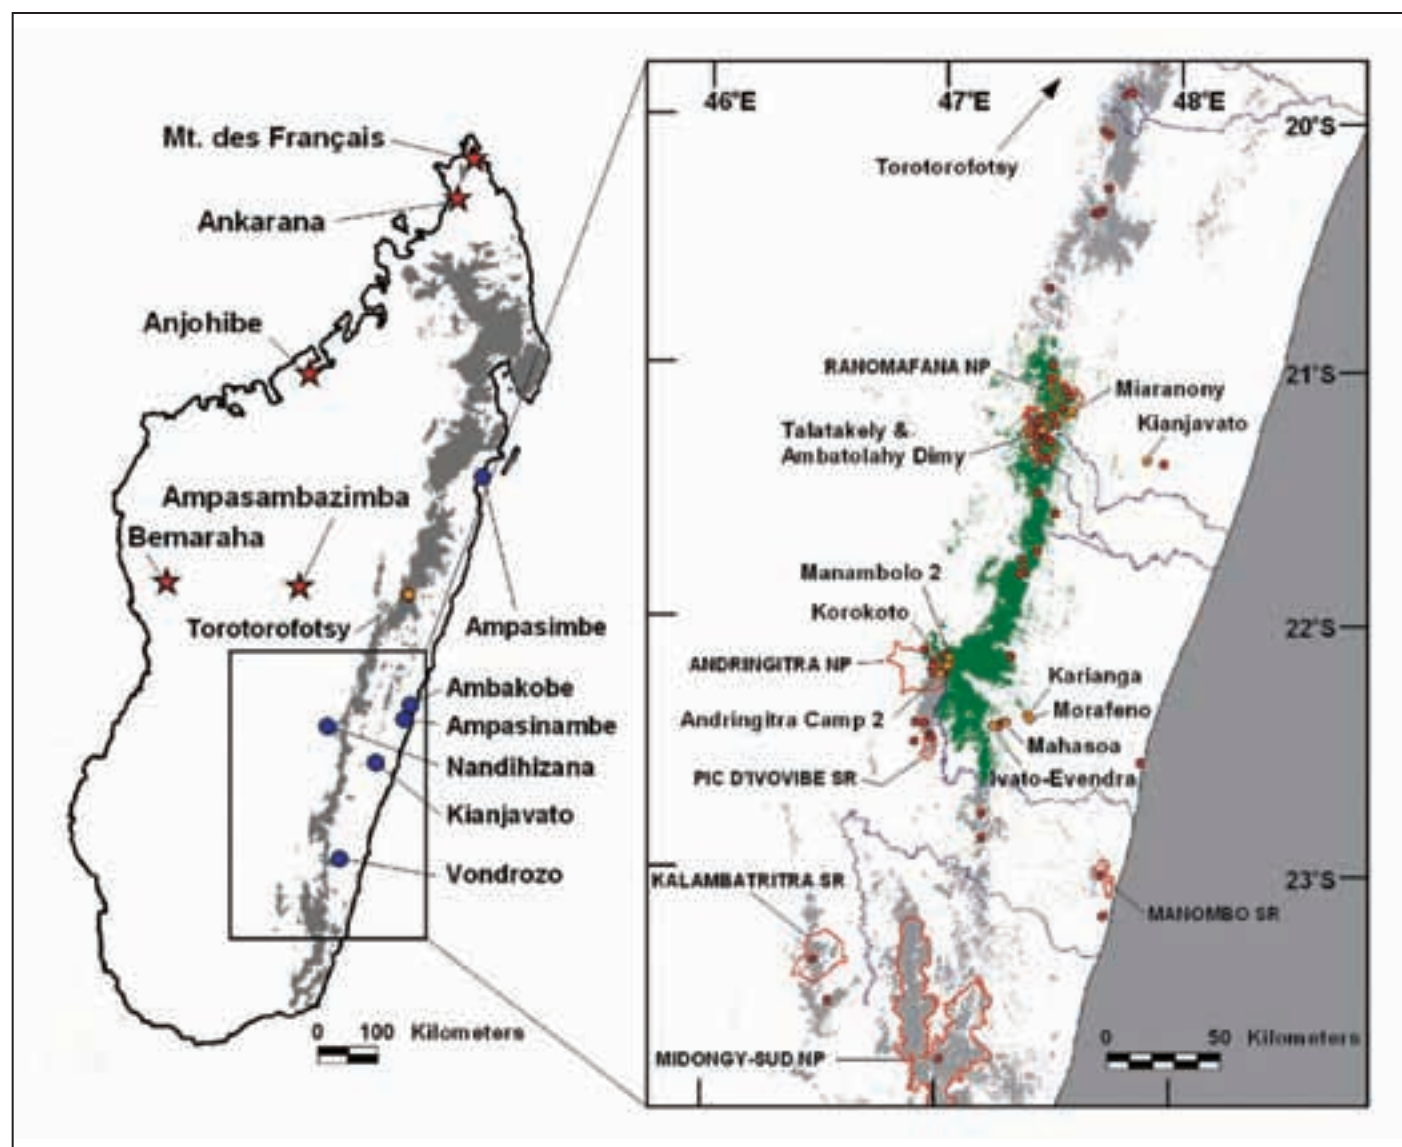 Mt. des Français
Ankarana
Anjohibe
Ampasambazimba
Bemaraha
Torotorofotsy
Ampasimbe
Ambakobe
Ampasinambe
Nandihizana
Kianjavato
Vondrozo
0 100 Kilometers
46°E 47°E 48°E
20°S
Torotorofotsy
RANOMAFANA NP
21°S
Miaranony
Kianjavato
Talatakely &
Ambatolahy Dimy
Manambolo 2
Korokoto
22°S
ANDRINGITRA NP
Karianga
Morafeno
Andringitra Camp 2
Mahasoa
PIC D'IVOVIBE SR
Ivato-Evendra
KALAMBATRITRA SR
23°S
MANOMBO SR
MIDONGY-SUD NP
0 50 Kilometers